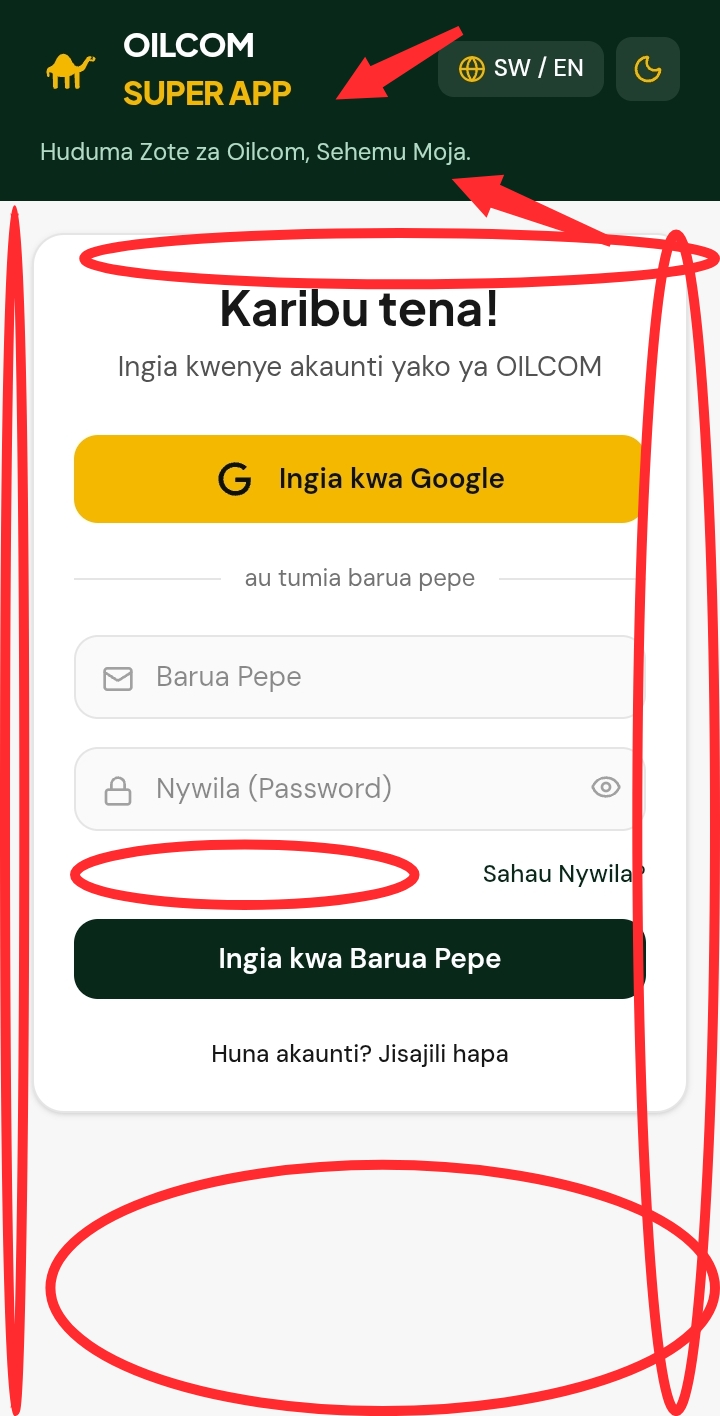 OILCOM
SUPER APP
SW / EN
Huduma Zote za Oilcom, Sehemu Moja.
Karibu tena!
Ingia kwenye akaunti yako ya OILCOM
Ingia kwa Google
au tumia barua pepe
Barua Pepe
Nywila (Password)
Sahau Nywila?
Ingia kwa Barua Pepe
Huna akaunti? Jisajili hapa